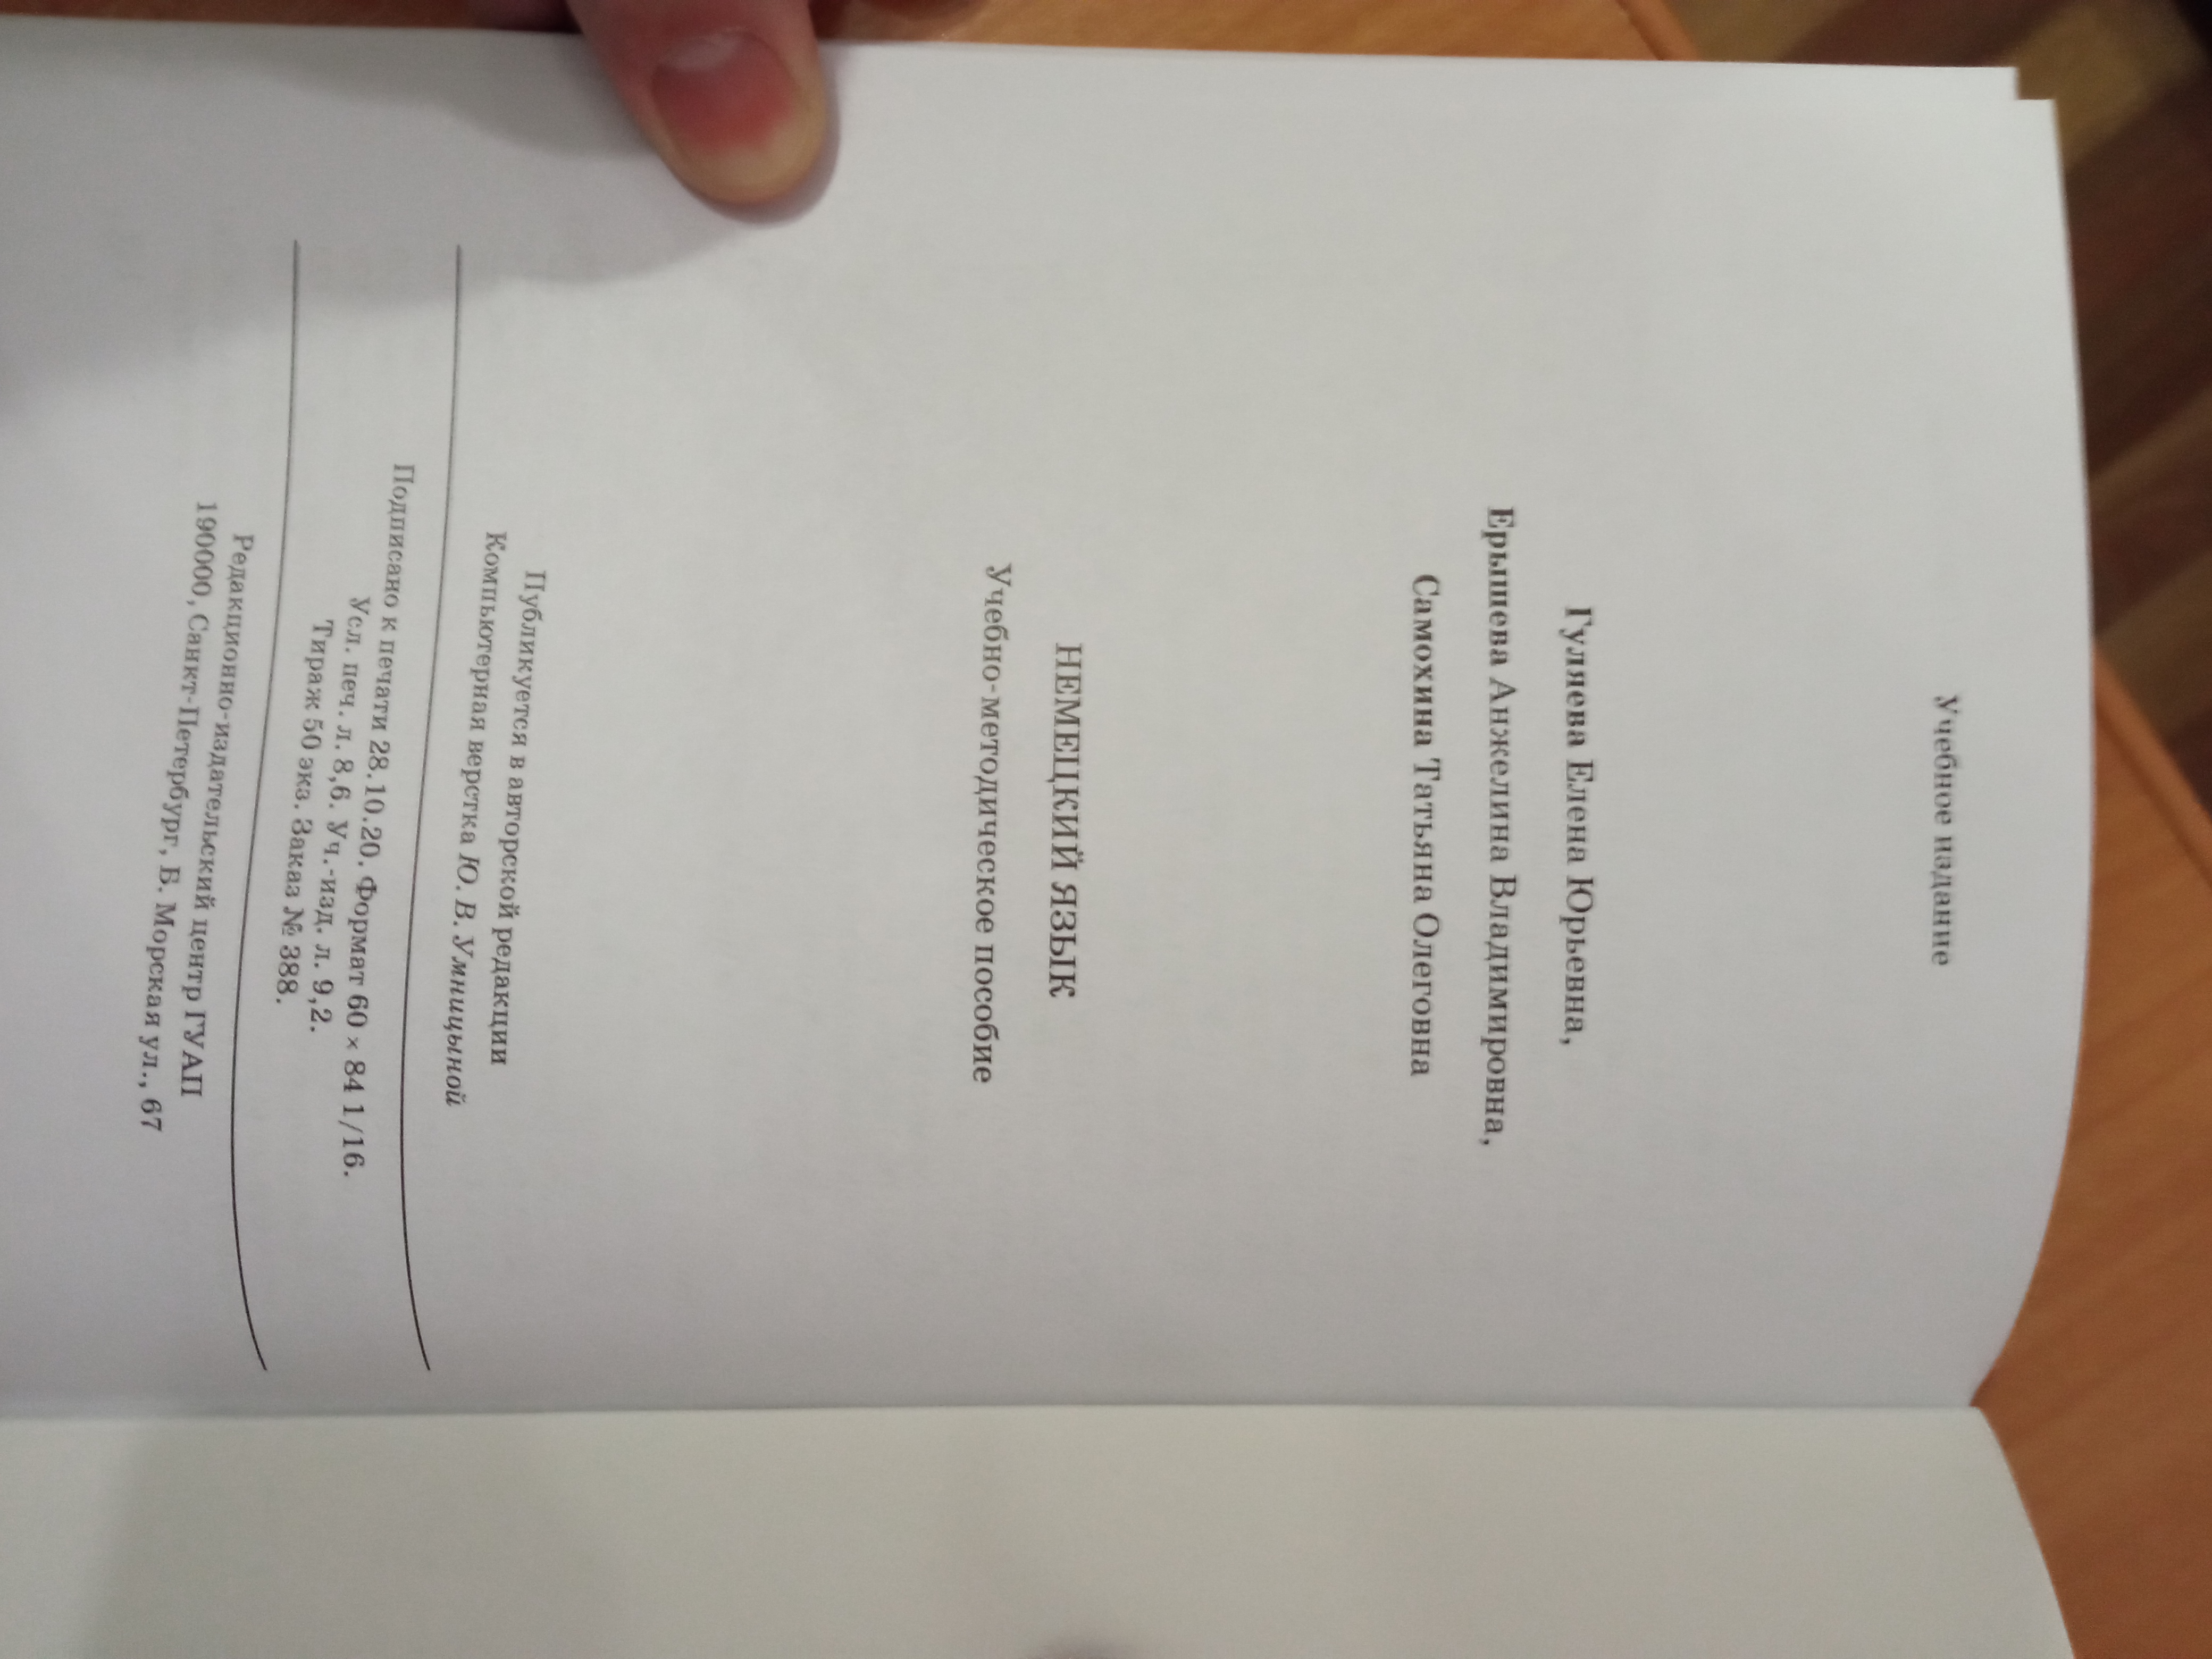 Учебное издание
Гуляева Елена Юрьевна,
Ерышева Анжелина Владимировна,
Самохина Татьяна Олеговна
НЕМЕЦКИЙ ЯЗЫК
Учебно-методическое пособие
Публикуется в авторской редакции
Компьютерная верстка Ю. В. Умницыной
Подписано к печати 28.10.20. Формат 60 × 84 1/16.
Усл. печ. л. 8,6. Уч.-изд. л. 9,2.
Тираж 50 экз. Заказ № 388.
Редакционно-издательский центр ГУАП
190000, Санкт-Петербург, Б. Морская ул., 67